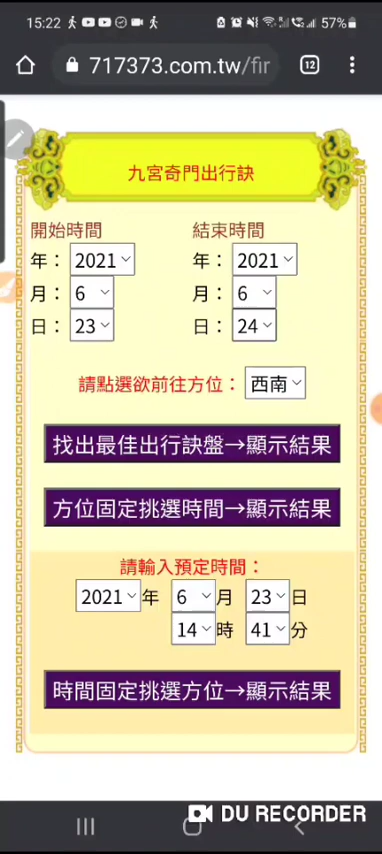 15:22 57%
717373.com.tw/fir 12
九宮奇門出行訣
開始時間 結束時間
年： 2021 年： 2021
月： 6 月： 6
日： 23 日： 24
請點選欲前往方位： 西南
找出最佳出行訣盤→顯示結果
方位固定挑選時間→顯示結果
請輸入預定時間：
2021 年 6 月 23 日
14 時 41 分
時間固定挑選方位→顯示結果
DU RECORDER